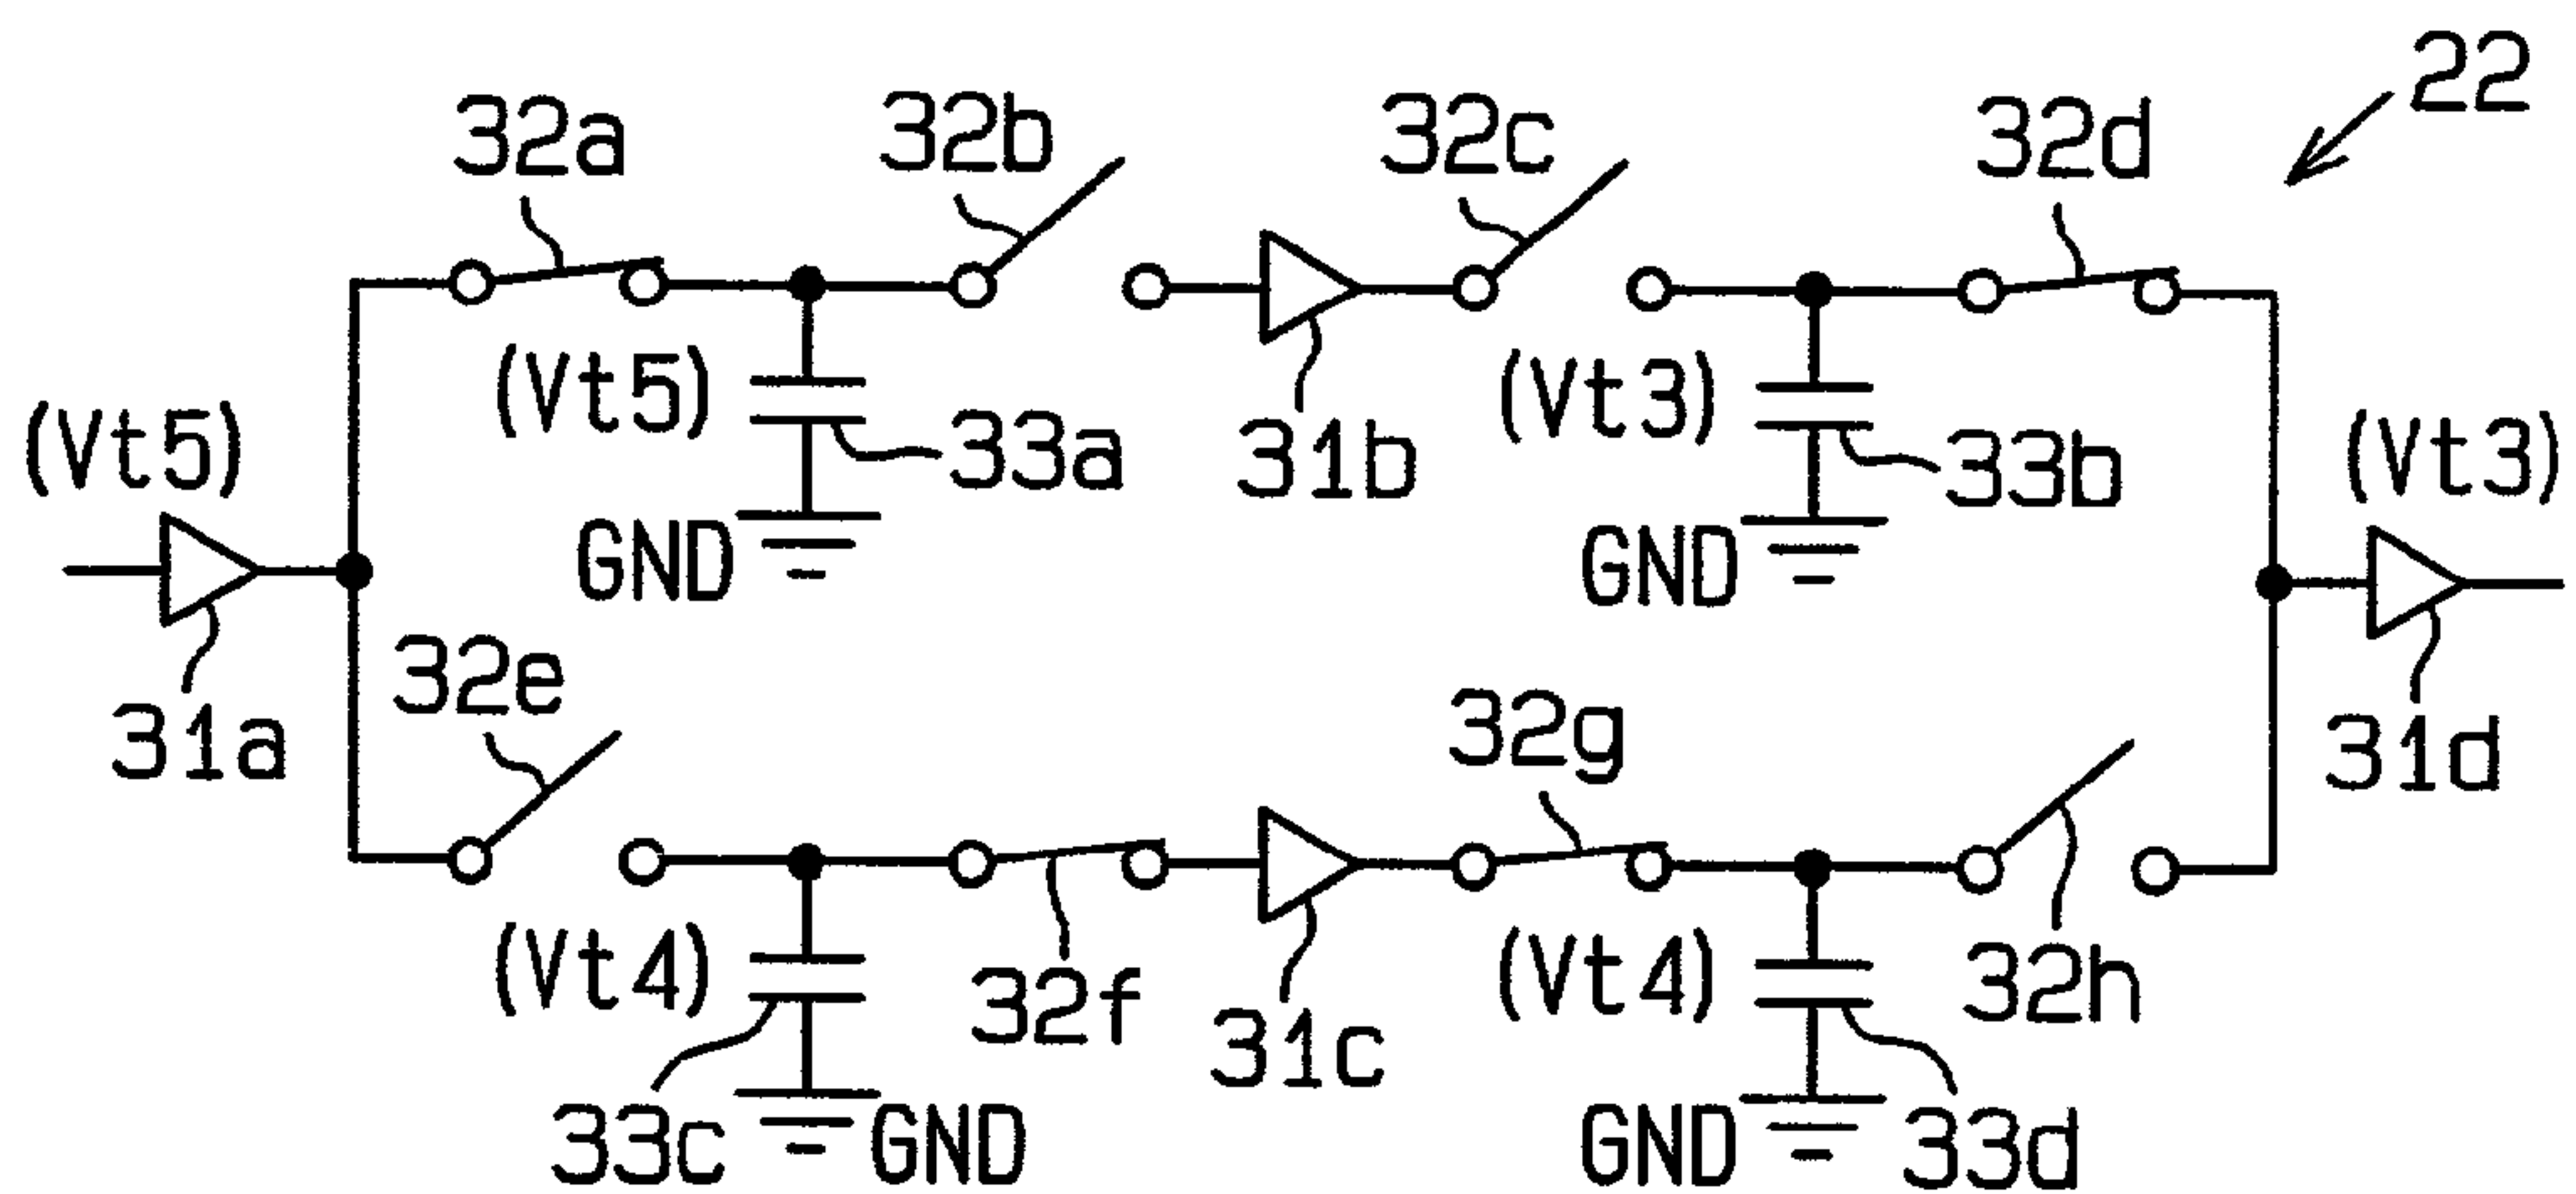 22
32a
32b
32c
32d
(Vt5)
(Vt5)
33a
31b
(Vt3)
33b
(Vt3)
GND
GND
31a
32e
32g
31d
(Vt4)
32f
31c
(Vt4)
32h
33c
GND
GND
33d